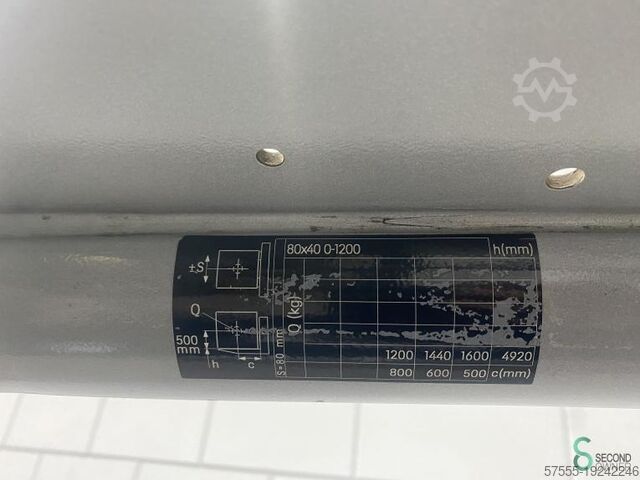 80x40 0-1200 h(mm)
±S
Q
Q (kg)
500
mm
h c
S=80 mm
1200 1440 1600 4920
800 600 500 c(mm)
SECOND
OWNED
57555-19242246